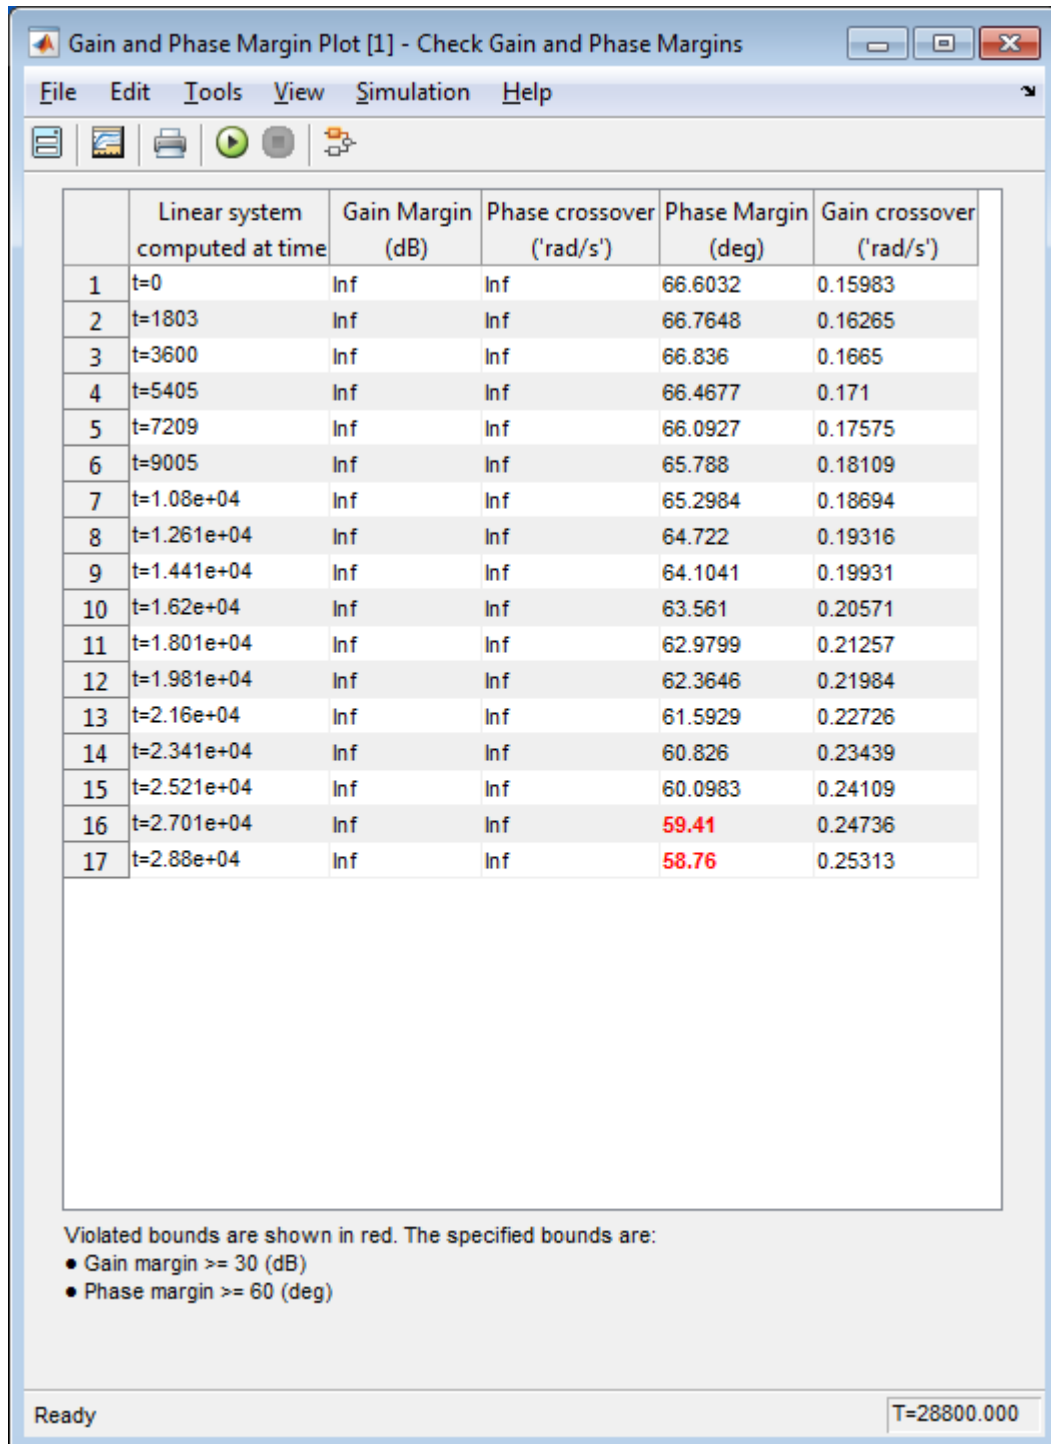 Gain and Phase Margin Plot [1] - Check Gain and Phase Margins
File Edit Tools View Simulation Help
Linear system computed at time Gain Margin (dB) Phase crossover ('rad/s') Phase Margin (deg) Gain crossover ('rad/s')
1 t=0 Inf Inf 66.6032 0.15983
2 t=1803 Inf Inf 66.7648 0.16265
3 t=3600 Inf Inf 66.836 0.1665
4 t=5405 Inf Inf 66.4677 0.171
5 t=7209 Inf Inf 66.0927 0.17575
6 t=9005 Inf Inf 65.788 0.18109
7 t=1.08e+04 Inf Inf 65.2984 0.18694
8 t=1.261e+04 Inf Inf 64.722 0.19316
9 t=1.441e+04 Inf Inf 64.1041 0.19931
10 t=1.62e+04 Inf Inf 63.561 0.20571
11 t=1.801e+04 Inf Inf 62.9799 0.21257
12 t=1.981e+04 Inf Inf 62.3646 0.21984
13 t=2.16e+04 Inf Inf 61.5929 0.22726
14 t=2.341e+04 Inf Inf 60.826 0.23439
15 t=2.521e+04 Inf Inf 60.0983 0.24109
16 t=2.701e+04 Inf Inf 59.41 0.24736
17 t=2.88e+04 Inf Inf 58.76 0.25313
Violated bounds are shown in red. The specified bounds are:
● Gain margin >= 30 (dB)
● Phase margin >= 60 (deg)
Ready T=28800.000